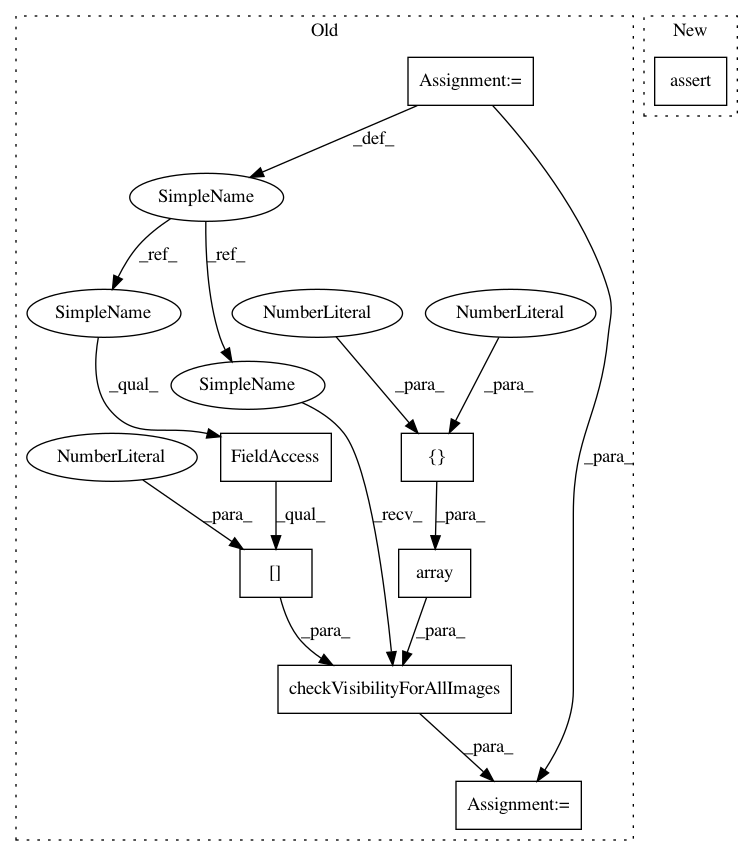 Old
New
Assignment:=
assert
_def_
SimpleName
_ref_
_ref_
SimpleName
NumberLiteral
NumberLiteral
SimpleName
_qual_
_para_
_para_
NumberLiteral
FieldAccess
{}
_para_
_para_
_qual_
_recv_
_para_
[]
array
_para_
_para_
checkVisibilityForAllImages
_para_
Assignment:=